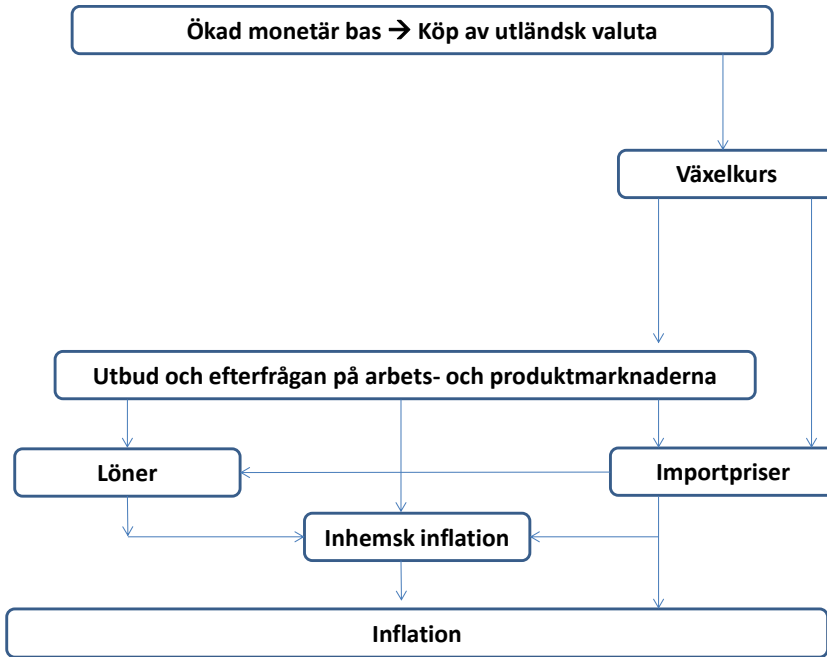 Ökad monetär bas → Köp av utländsk valuta
Växelkurs
Utbud och efterfrågan på arbets- och produktmarknaderna
Löner
Importpriser
Inhemsk inflation
Inflation